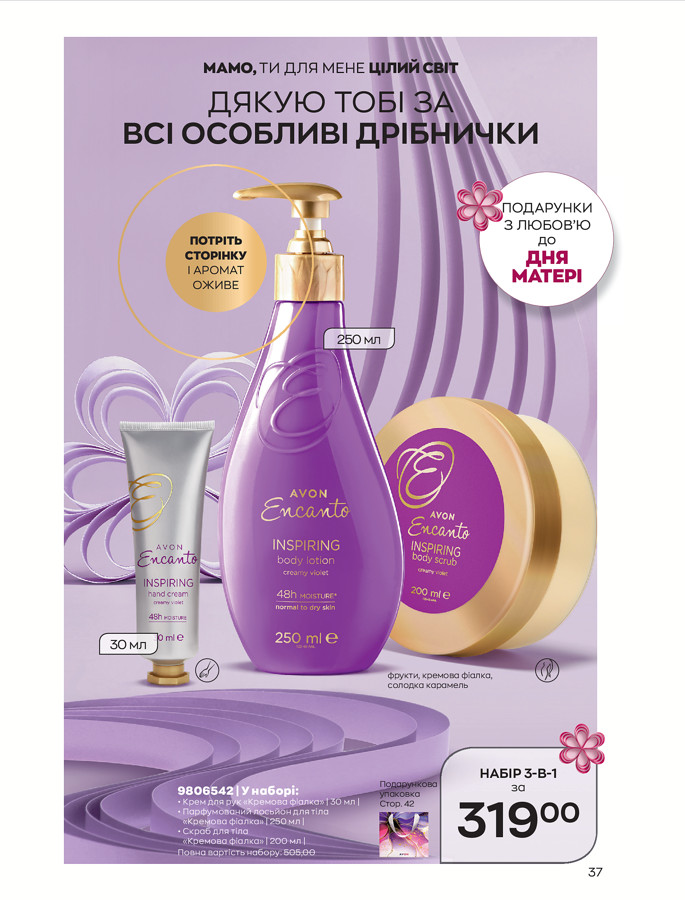 МАМО, ТИ ДЛЯ МЕНЕ ЦІЛИЙ СВІТ
ДЯКУЮ ТОБІ ЗА
ВСІ ОСОБЛИВІ ДРІБНИЧКИ
ПОДАРУНКИ
З ЛЮБОВ'Ю
до
ДНЯ
МАТЕРІ
ПОТРІТЬ
СТОРІНКУ
І АРОМАТ
ОЖИВЕ
250 мл
AVON
Encanto
INSPIRING
hand cream
creamy violet
48h MOISTURE
0 ml e
30 мл
AVON
Encanto
INSPIRING
body lotion
creamy violet
48h MOISTURE*
normal to dry skin
250 ml e
AVON
Encanto
INSPIRING
body scrub
creamy violet
200 ml e
фрукти, кремова фіалка,
солодка карамель
9806542 | У наборі:
• Крем для рук «Кремова фіалка» | 30 мл |
• Парфумований лосьйон для тіла
«Кремова фіалка» | 250 мл |
• Скраб для тіла
«Кремова фіалка» | 200 мл |
Повна вартість набору: 505,00
Подарункова
упаковка
Стор. 42
НАБІР 3-В-1
за
31900
37